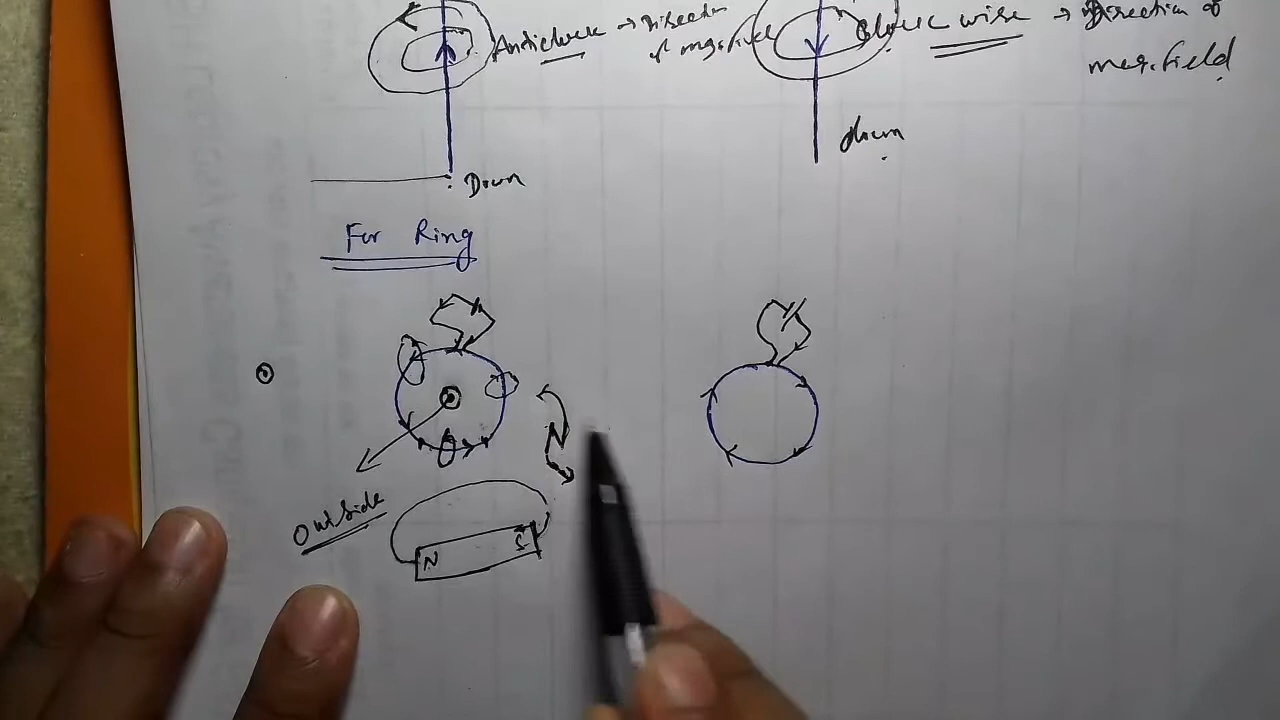 Anticlock → Direction
of mag.field
Clock wise → Direction of
mag.field
down
Down
For Ring
N
Outside
N S